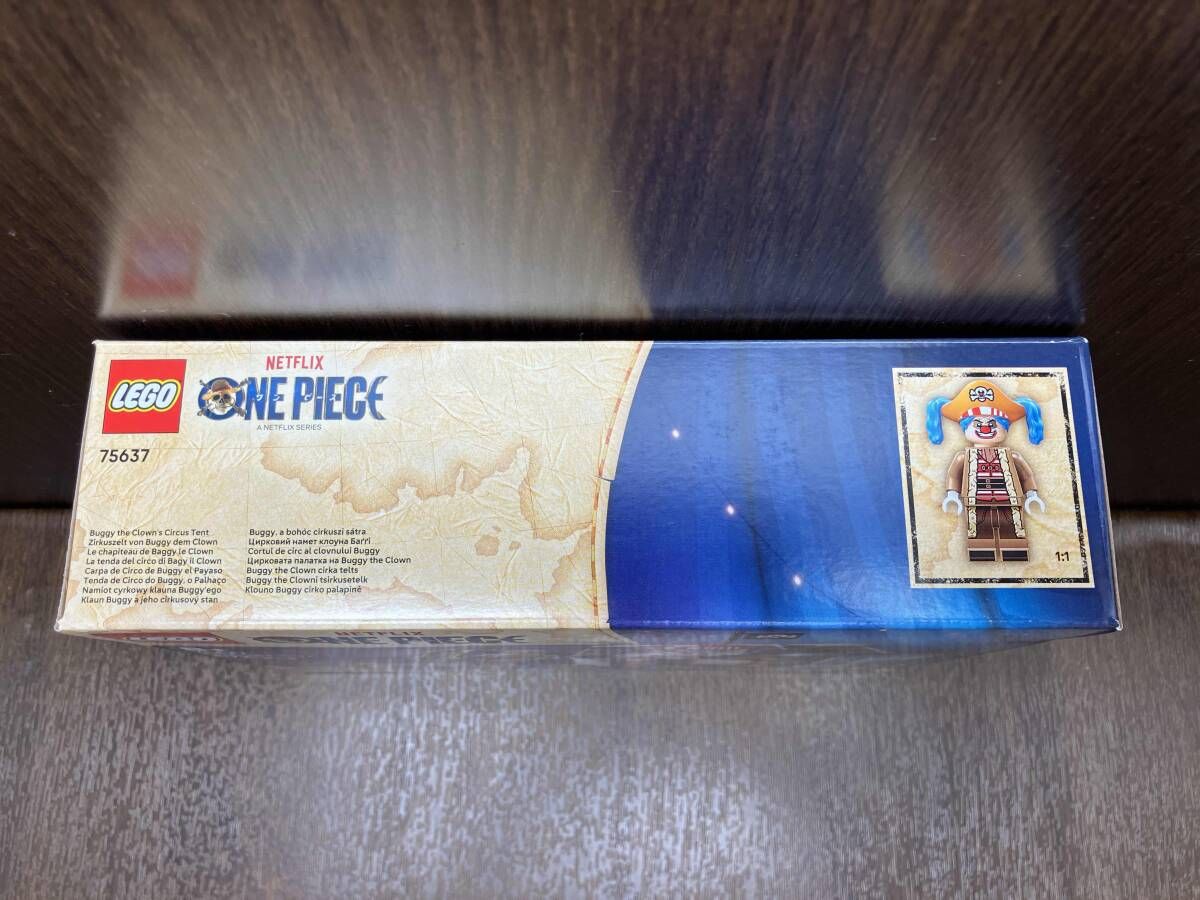 LEGO
NETFLIX
ONE PIECE
A NETFLIX SERIES
75637
Buggy the Clown's Circus Tent
Zirkuszelt von Buggy dem Clown
Le chapiteau de Baggy le Clown
La tenda del circo di Bagy Il Clown
Carpa de Circo de Buggy el Payaso
Tenda de Circo do Buggy, o Palhaço
Namiot cyrkowy klauna Buggy'ego
Klaun Buggy a jeho cirkusový stan
Buggy, a bohóc cirkuszi sátra
Цирковий намет клоуна Баґґі
Cortul de circ al clovnului Buggy
Цирковата палатка на Buggy the Clown
Buggy the Clown cirka telts
Buggy the Clowni tsirkusetelk
Klouno Buggy cirko palapinė
1:1
NETFLIX
ONE PIECE